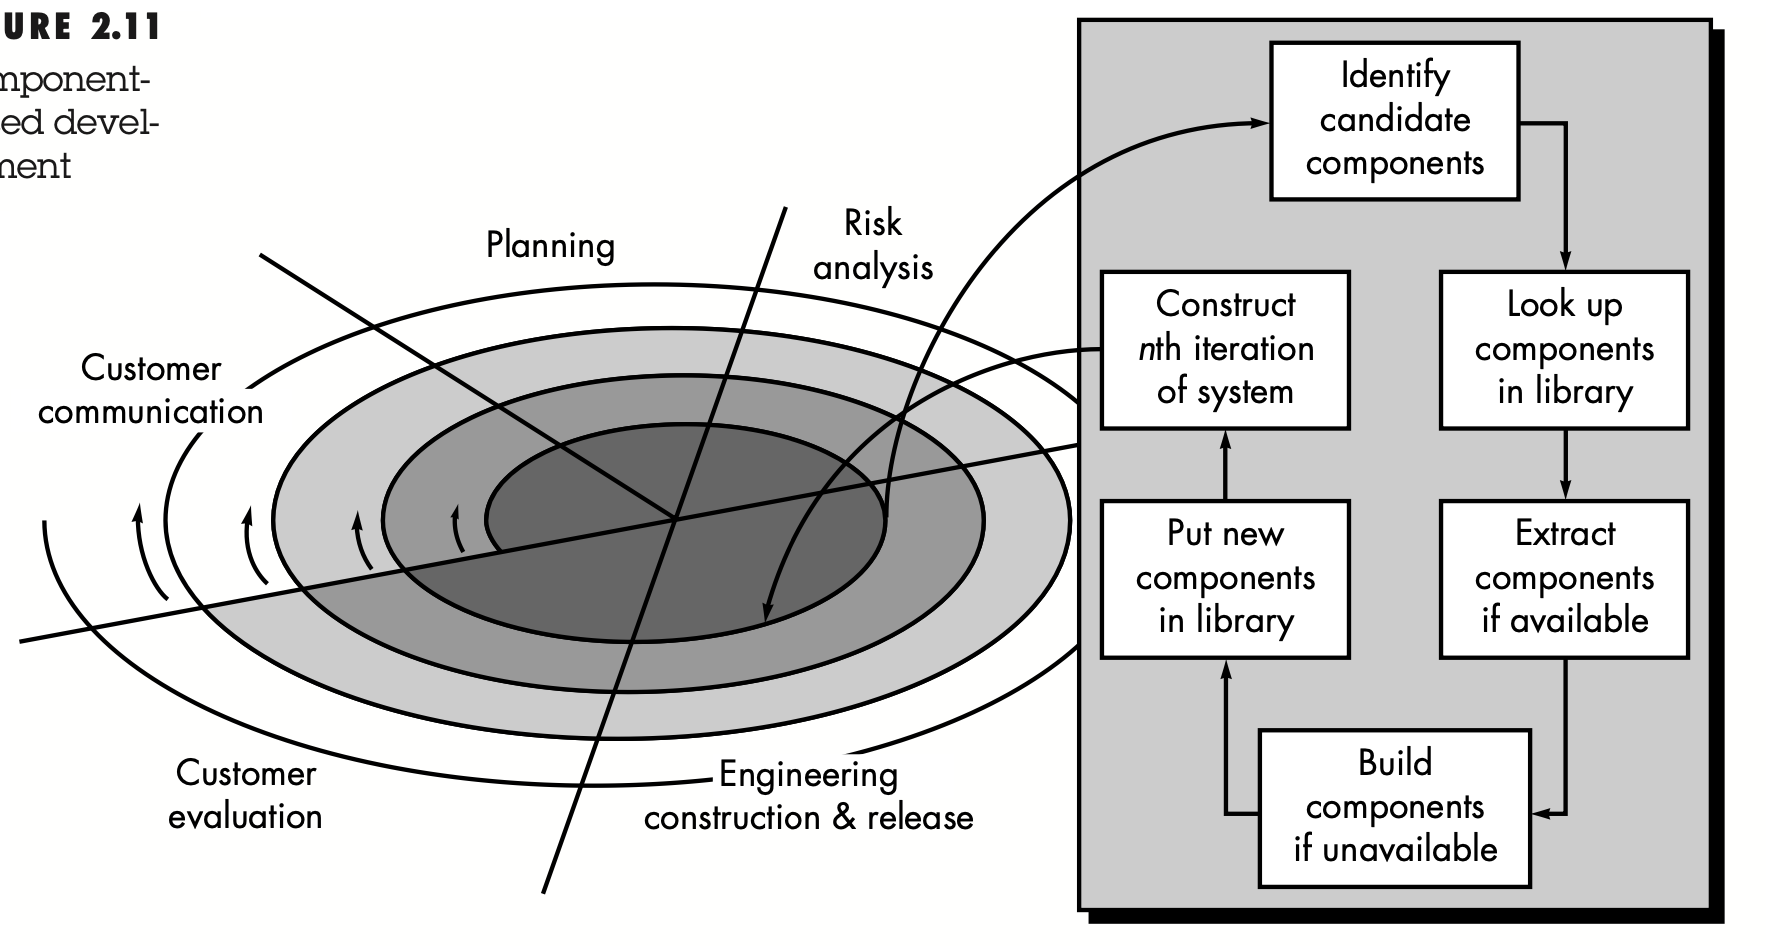 URE 2.11
mponent-
ed devel-
ment
Planning
Risk
analysis
Customer
communication
Customer
evaluation
Engineering
construction & release
Identify
candidate
components
Look up
components
in library
Extract
components
if available
Build
components
if unavailable
Put new
components
in library
Construct
nth iteration
of system